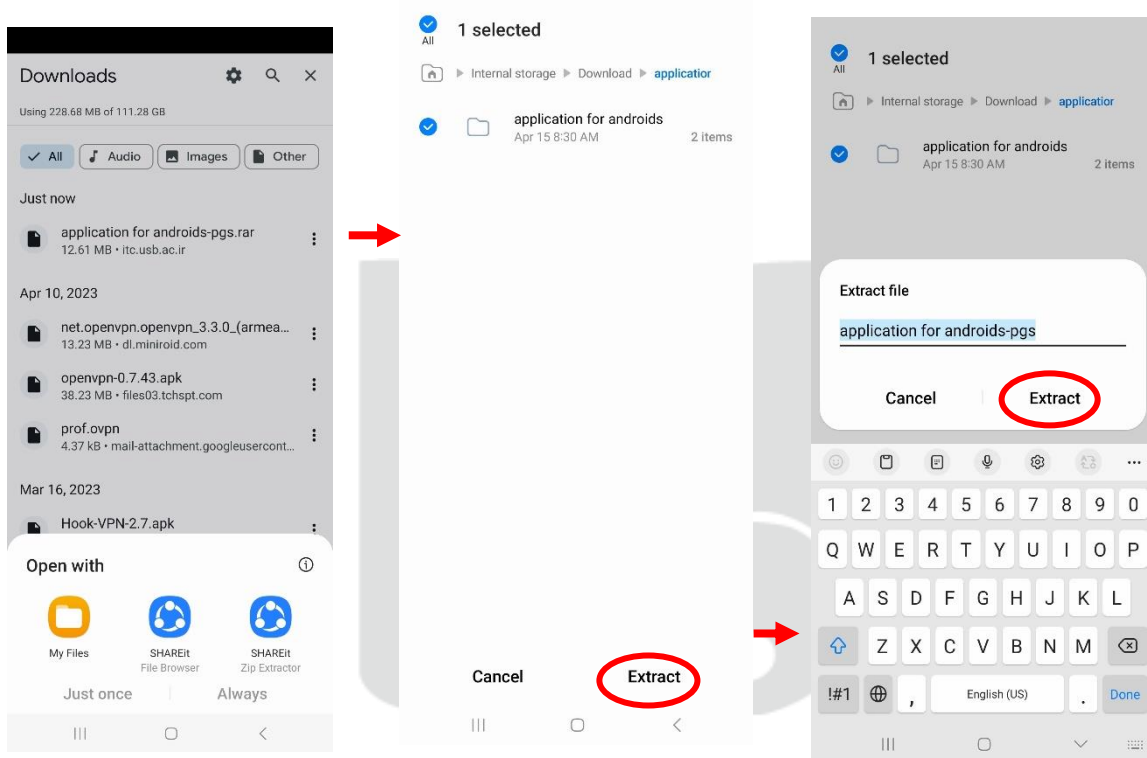 Downloads
Using 228.68 MB of 111.28 GB
All Audio Images Other
Just now
application for androids-pgs.rar
12.61 MB • itc.usb.ac.ir
Apr 10, 2023
net.openvpn.openvpn_3.3.0_(armea...
13.23 MB • dl.miniroid.com
openvpn-0.7.43.apk
38.23 MB • files03.tchspt.com
prof.ovpn
4.37 kB • mail-attachment.googleusercont...
Mar 16, 2023
Hook-VPN-2.7.apk
Open with
My Files SHAREit SHAREit
File Browser Zip Extractor
Just once Always
1 selected
All
Internal storage Download applicatior
application for androids
Apr 15 8:30 AM 2 items
Cancel Extract
1 selected
All
Internal storage Download applicatior
application for androids
Apr 15 8:30 AM 2 items
Extract file
application for androids-pgs
Cancel Extract
1 2 3 4 5 6 7 8 9 0
Q W E R T Y U I O P
A S D F G H J K L
Z X C V B N M
!#1 , English (US) . Done